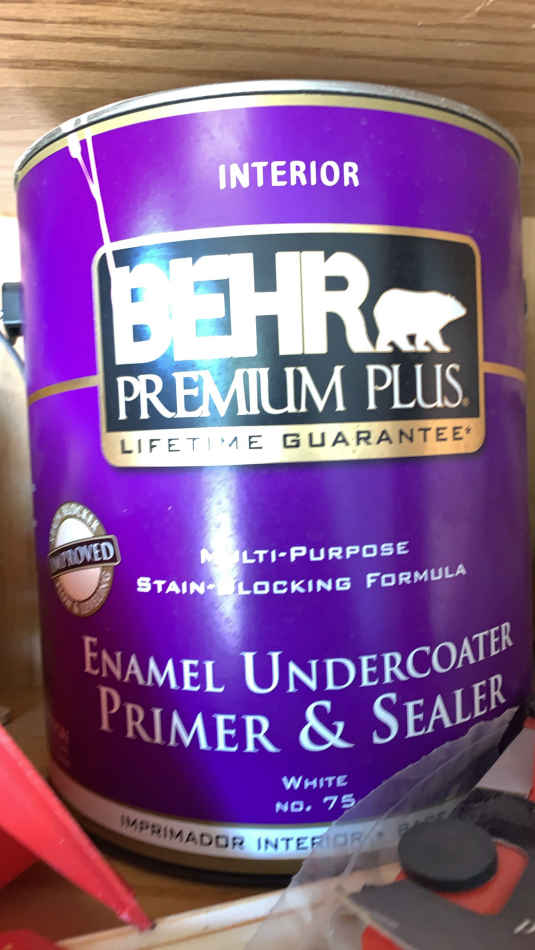 INTERIOR
BEHR
PREMIUM PLUS®
LIFETIME GUARANTEE*
IMPROVED
MULTI-PURPOSE
STAIN-BLOCKING FORMULA
ENAMEL UNDERCOATER
PRIMER & SEALER
WHITE
NO. 75
IMPRIMADOR INTERIOR *